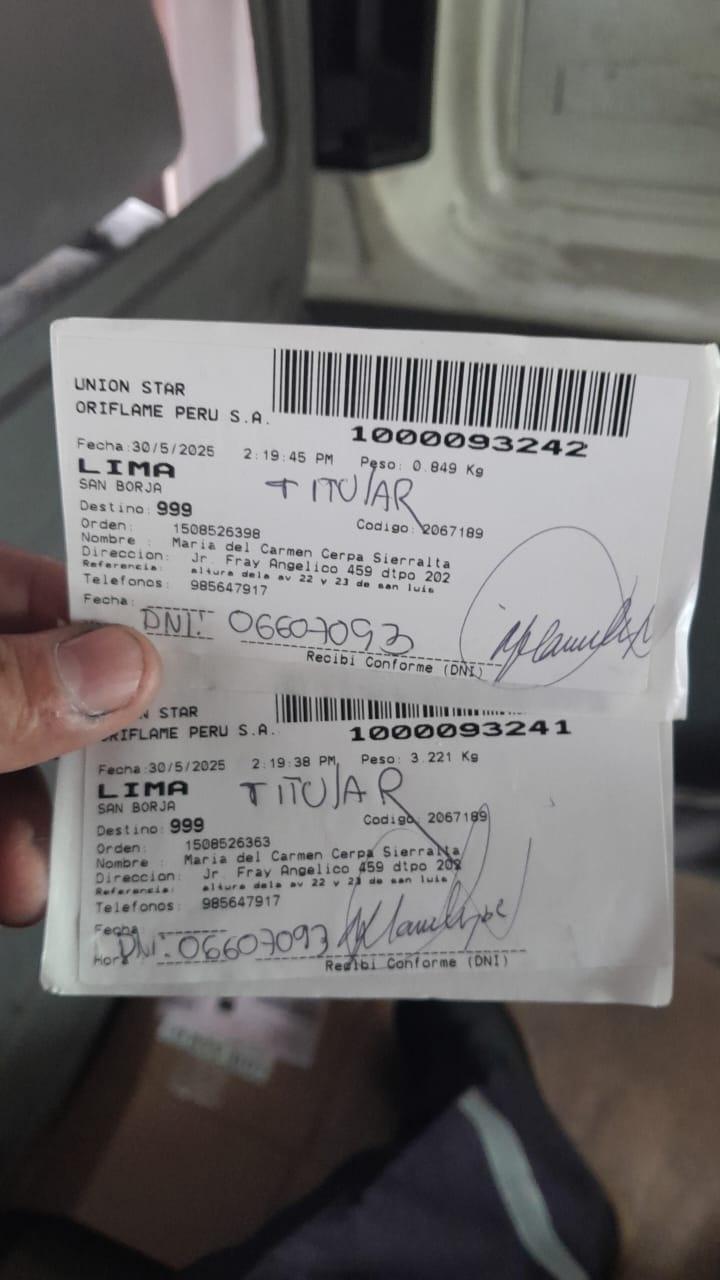 UNION STAR
ORIFLAME PERU S.A.
1000093242
Fecha:30/5/2025 2:19:45 PM Peso: 0.849 Kg
LIMA
SAN BORJA
TITULAR
Destino: 999
Codigo: 2067189
Orden: 1508526398
Nombre : Maria del Carmen Cerpa Sierralta
Direccion: Jr. Fray Angelico 459 dtpo 202
Referencia: altura dela av 22 y 23 de san luis
Telefonos: 985647917
Fecha:
DNI: 06607093
Recibi Conforme (DNI)
N STAR
ORIFLAME PERU S.A.
1000093241
Fecha:30/5/2025 2:19:38 PM Peso: 3.221 Kg
LIMA
SAN BORJA
TITULAR
Destino: 999
Codigo: 2067189
Orden: 1508526363
Nombre : Maria del Carmen Cerpa Sierralta
Direccion: Jr. Fray Angelico 459 dtpo 202
Referencia: altura dela av 22 y 23 de san luis
Telefonos: 985647917
Fecha
DNI: 06607093
Hora
Recibi Conforme (DNI)